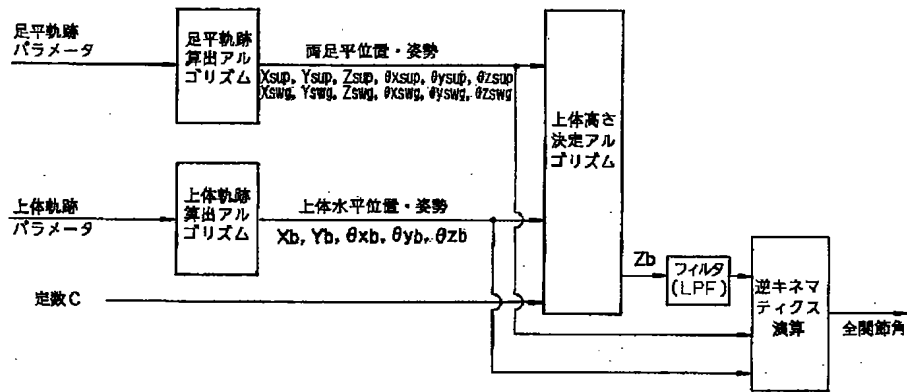 足平軌跡
パラメータ
足平軌跡
算出アル
ゴリズム
両足平位置・姿勢
Xsup, Ysup, Zsup, θxsup, θysup, θzsup
Xswg, Yswg, Zswg, θxswg, θyswg, θzswg
上体高さ
決定アル
ゴリズム
上体軌跡
パラメータ
上体軌跡
算出アル
ゴリズム
上体水平位置・姿勢
Xb, Yb, θxb, θyb, θzb
定数C
Zb
フィルタ
(LPF)
逆キネマ
ティクス
演算
全関節角